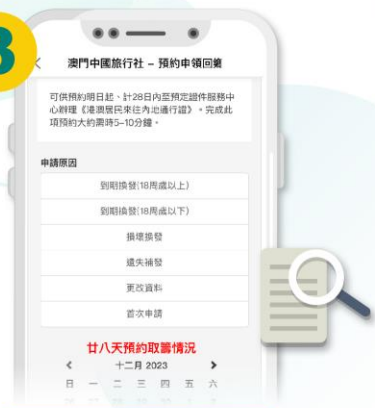 3
澳門中國旅行社 – 預約申領回鄉
可供預約明日起、計28日內至預定證件服務中
心辦理《港澳居民來往內地通行證》。完成此
項預約大約需時5–10分鐘。
申請原因
到期換發(18周歲以上)
到期換發(18周歲以下)
損壞換發
遺失補發
更改資料
首次申請
廿八天預約取籌情況
十二月 2023
日 一 二 三 四 五 六